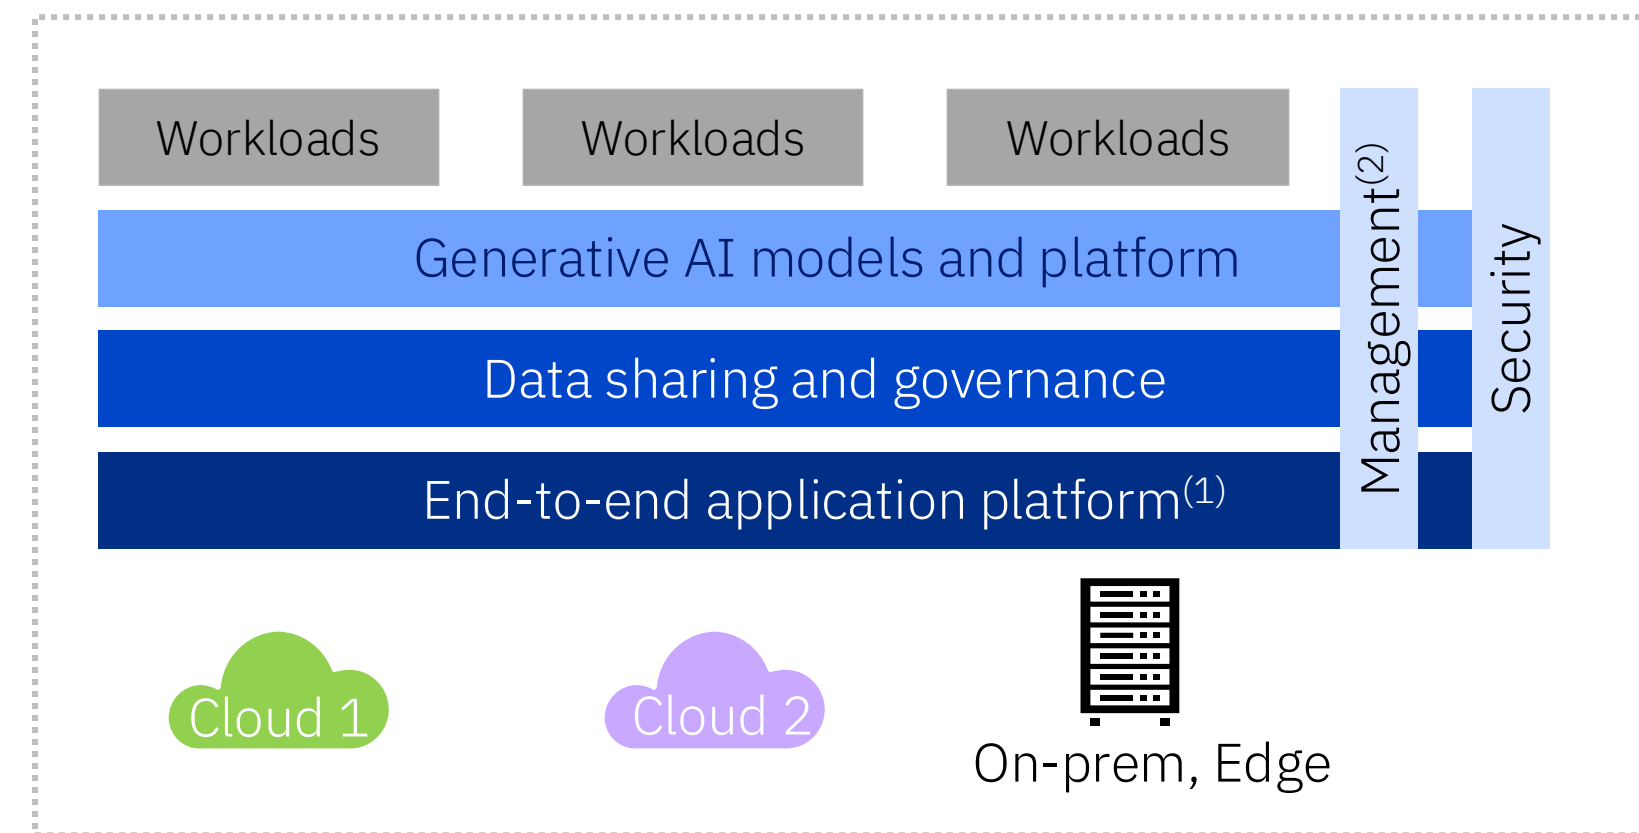 Workloads
Workloads
Workloads
Generative AI models and platform
Data sharing and governance
End-to-end application platform(1)
Management(2)
Security
Cloud 1
Cloud 2
On-prem, Edge